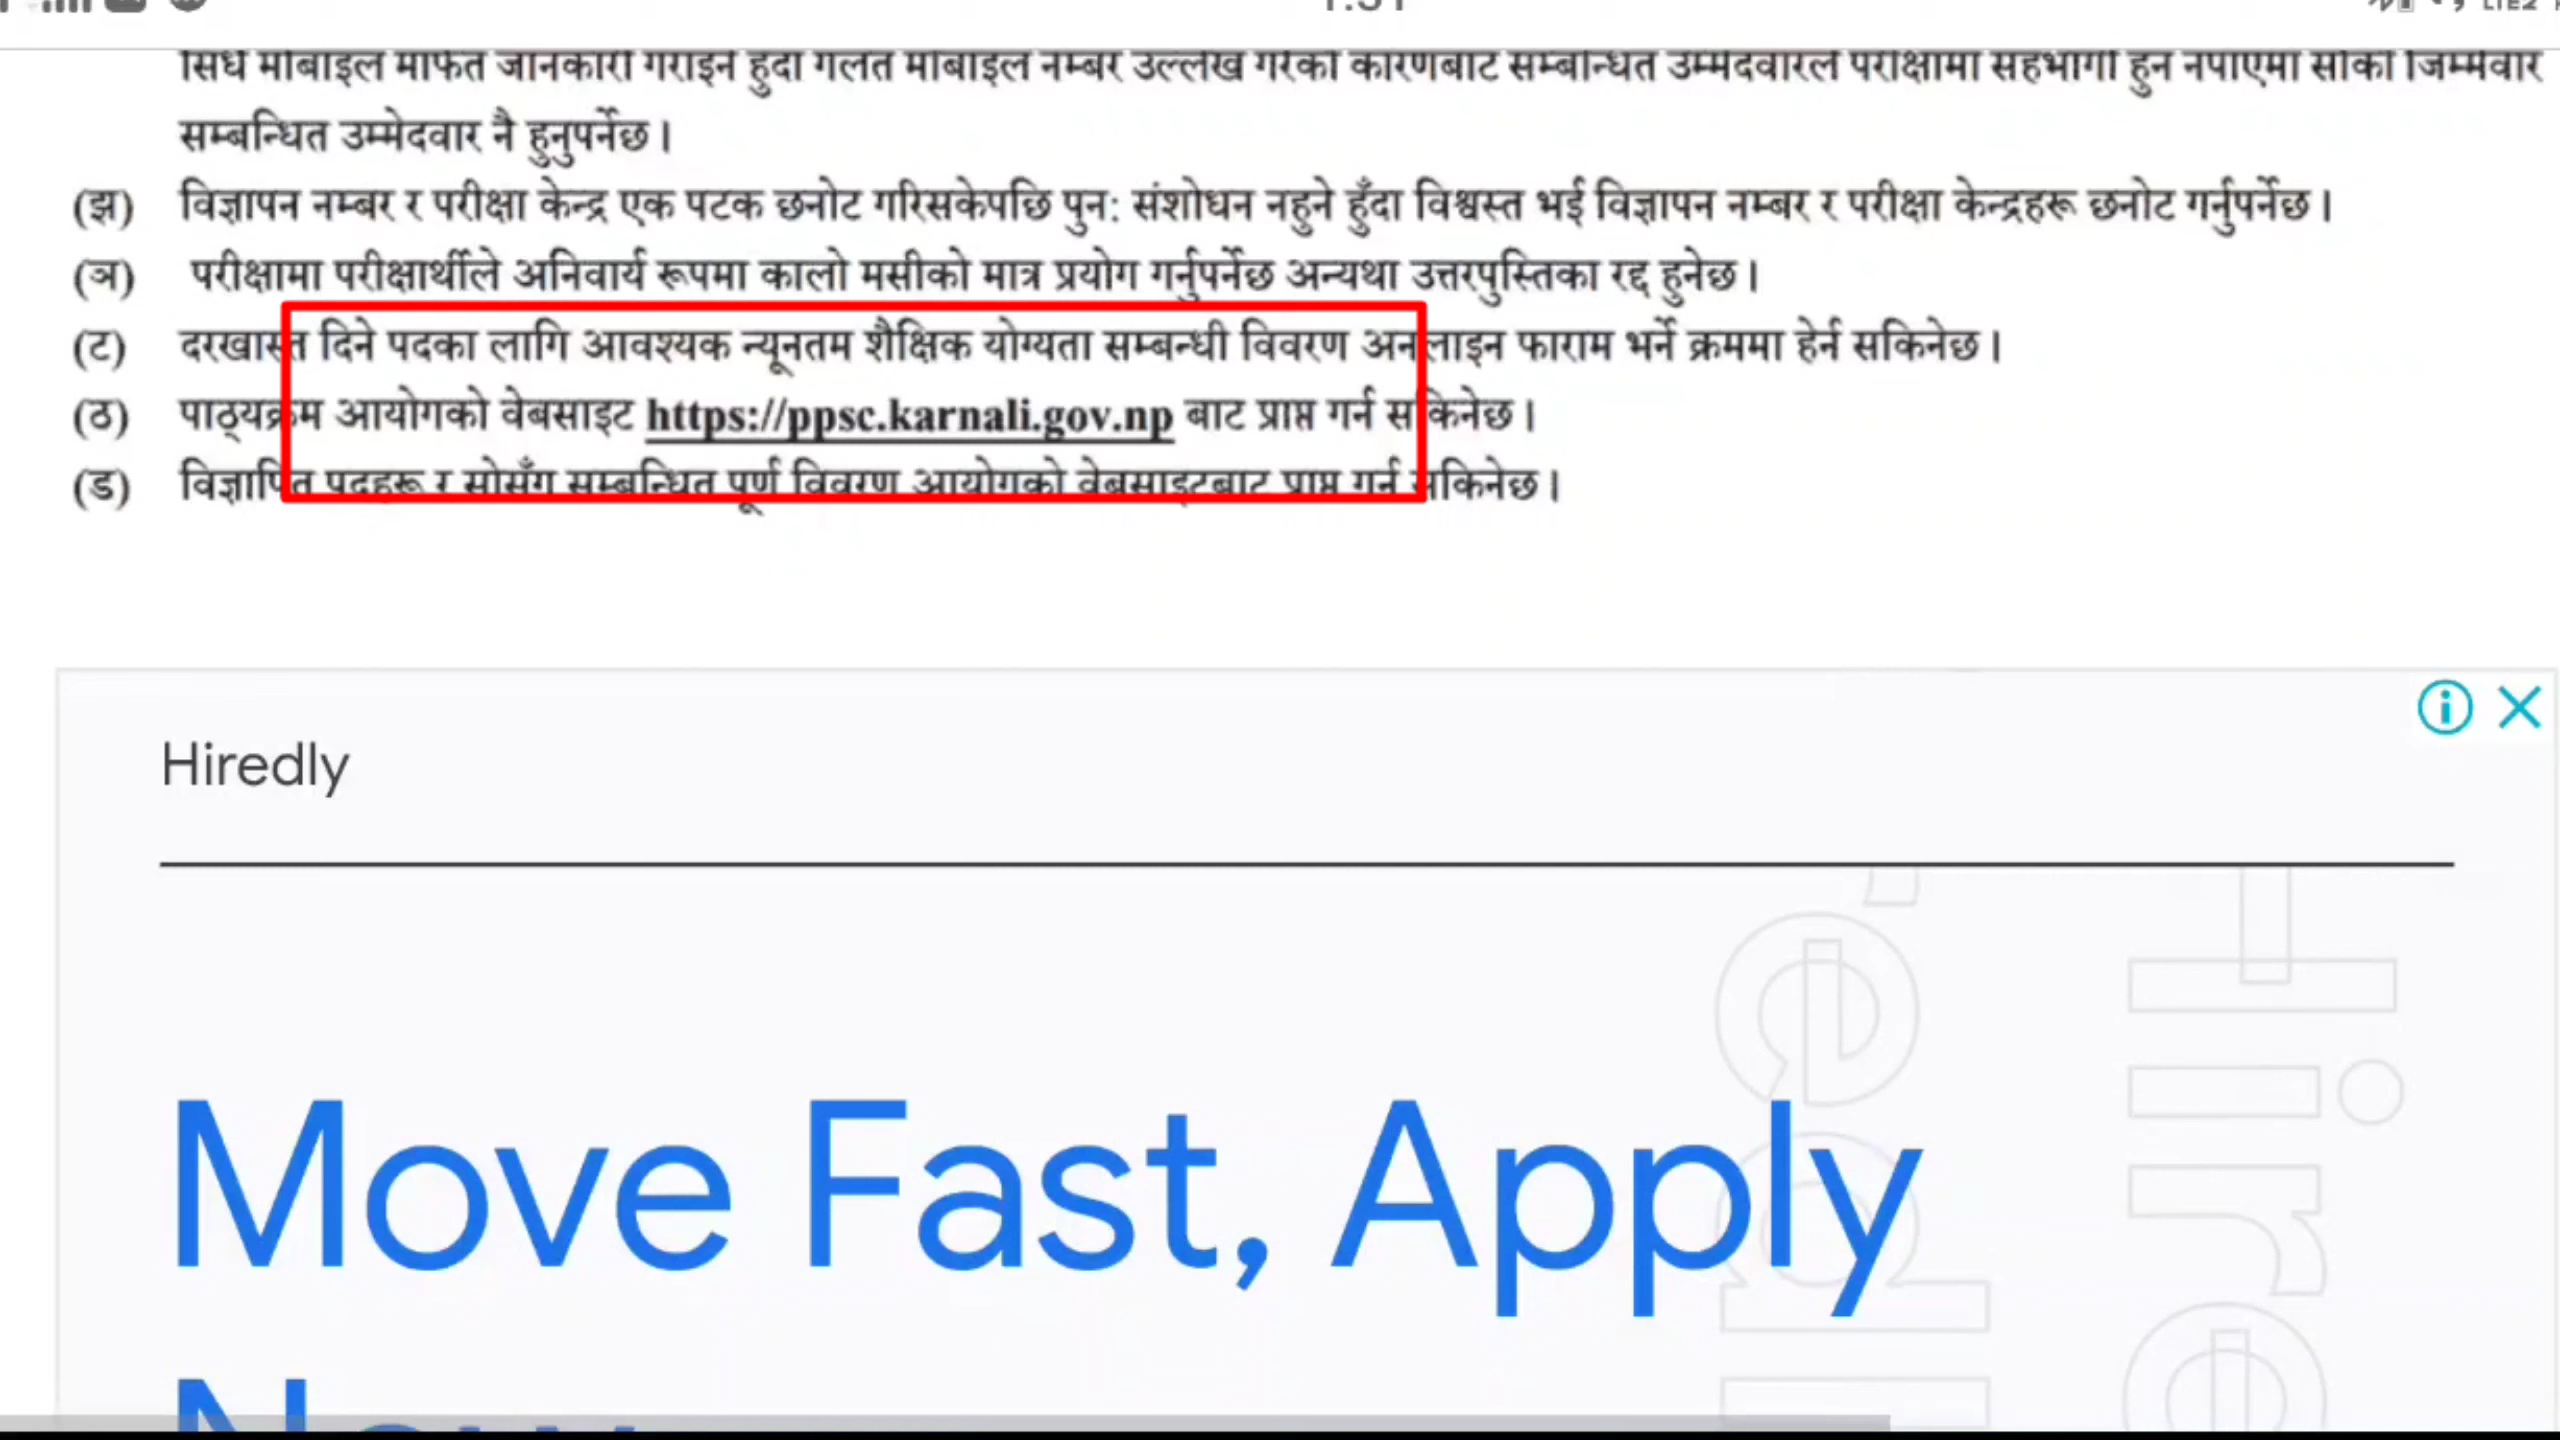 सिधै मोबाइल मार्फत जानकारी गराइने हुँदा गलत मोबाइल नम्बर उल्लेख गरेको कारणबाट सम्बन्धित उम्मेदवारले परीक्षामा सहभागी हुन नपाएमा सोको जिम्मेवार
सम्बन्धित उम्मेदवार नै हुनुपर्नेछ ।
(झ) विज्ञापन नम्बर र परीक्षा केन्द्र एक पटक छनोट गरिसकेपछि पुन: संशोधन नहुने हुँदा विश्वस्त भई विज्ञापन नम्बर र परीक्षा केन्द्रहरू छनोट गर्नुपर्नेछ ।
(ञ) परीक्षामा परीक्षार्थीले अनिवार्य रूपमा कालो मसीको मात्र प्रयोग गर्नुपर्नेछ अन्यथा उत्तरपुस्तिका रद्द हुनेछ ।
(ट) दरखास्त दिने पदका लागि आवश्यक न्यूनतम शैक्षिक योग्यता सम्बन्धी विवरण अनलाइन फाराम भर्ने क्रममा हेर्न सकिनेछ ।
(ठ) पाठ्यक्रम आयोगको वेबसाइट https://ppsc.karnali.gov.np बाट प्राप्त गर्न सकिनेछ ।
(ड) विज्ञापित पदहरू र सोसँग सम्बन्धित पूर्ण विवरण आयोगको वेबसाइटबाट प्राप्त गर्न सकिनेछ ।
Hiredly
Move Fast, Apply
Now
Hire